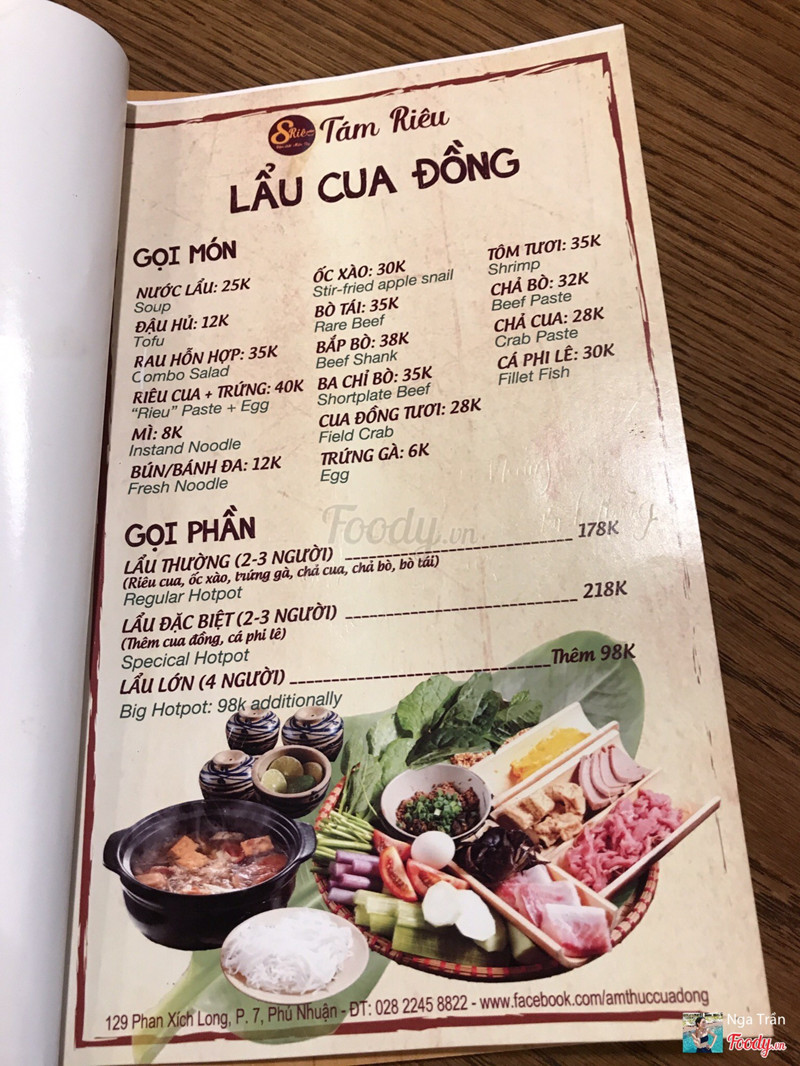 8 Riêu
Tám Riêu
LẨU CUA ĐỒNG
GỌI MÓN
NƯỚC LẨU: 25K
Soup
ĐẬU HỦ: 12K
Tofu
RAU HỖN HỢP: 35K
Combo Salad
RIÊU CUA + TRỨNG: 40K
“Rieu” Paste + Egg
MÌ: 8K
Instand Noodle
BÚN/BÁNH ĐA: 12K
Fresh Noodle
ỐC XÀO: 30K
Stir-fried apple snail
BÒ TÁI: 35K
Rare Beef
BẮP BÒ: 38K
Beef Shank
BA CHỈ BÒ: 35K
Shortplate Beef
CUA ĐỒNG TƯƠI: 28K
Field Crab
TRỨNG GÀ: 6K
Egg
TÔM TƯƠI: 35K
Shrimp
CHẢ BÒ: 32K
Beef Paste
CHẢ CUA: 28K
Crab Paste
CÁ PHI LÊ: 30K
Fillet Fish
Foody.vn
GỌI PHẦN
LẨU THƯỜNG (2-3 NGƯỜI) 178K
(Riêu cua, ốc xào, trứng gà, chả cua, chả bò, bò tái)
Regular Hotpot
LẨU ĐẶC BIỆT (2-3 NGƯỜI) 218K
(Thêm cua đồng, cá phi lê)
Specical Hotpot
LẨU LỚN (4 NGƯỜI) Thêm 98K
Big Hotpot: 98k additionally
129 Phan Xích Long, P. 7, Phú Nhuận - ĐT: 028 2245 8822 - www.facebook.com/amthuccuadong
Nga Trần
Foody.vn